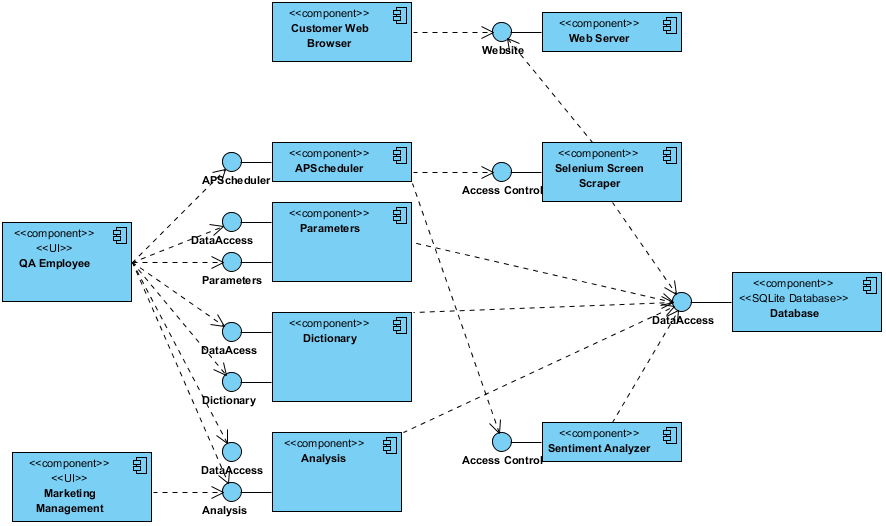 <<component>>
Customer Web
Browser
Website
<<component>>
Web Server
APScheduler
<<component>>
APScheduler
Access Control
<<component>>
Selenium Screen
Scraper
<<component>>
<<UI>>
QA Employee
DataAccess
Parameters
<<component>>
Parameters
DataAcess
Dictionary
<<component>>
Dictionary
DataAccess
<<component>>
<<SQLite Database>>
Database
DataAccess
Analysis
<<component>>
Analysis
Access Control
<<component>>
Sentiment Analyzer
<<component>>
<<UI>>
Marketing
Management